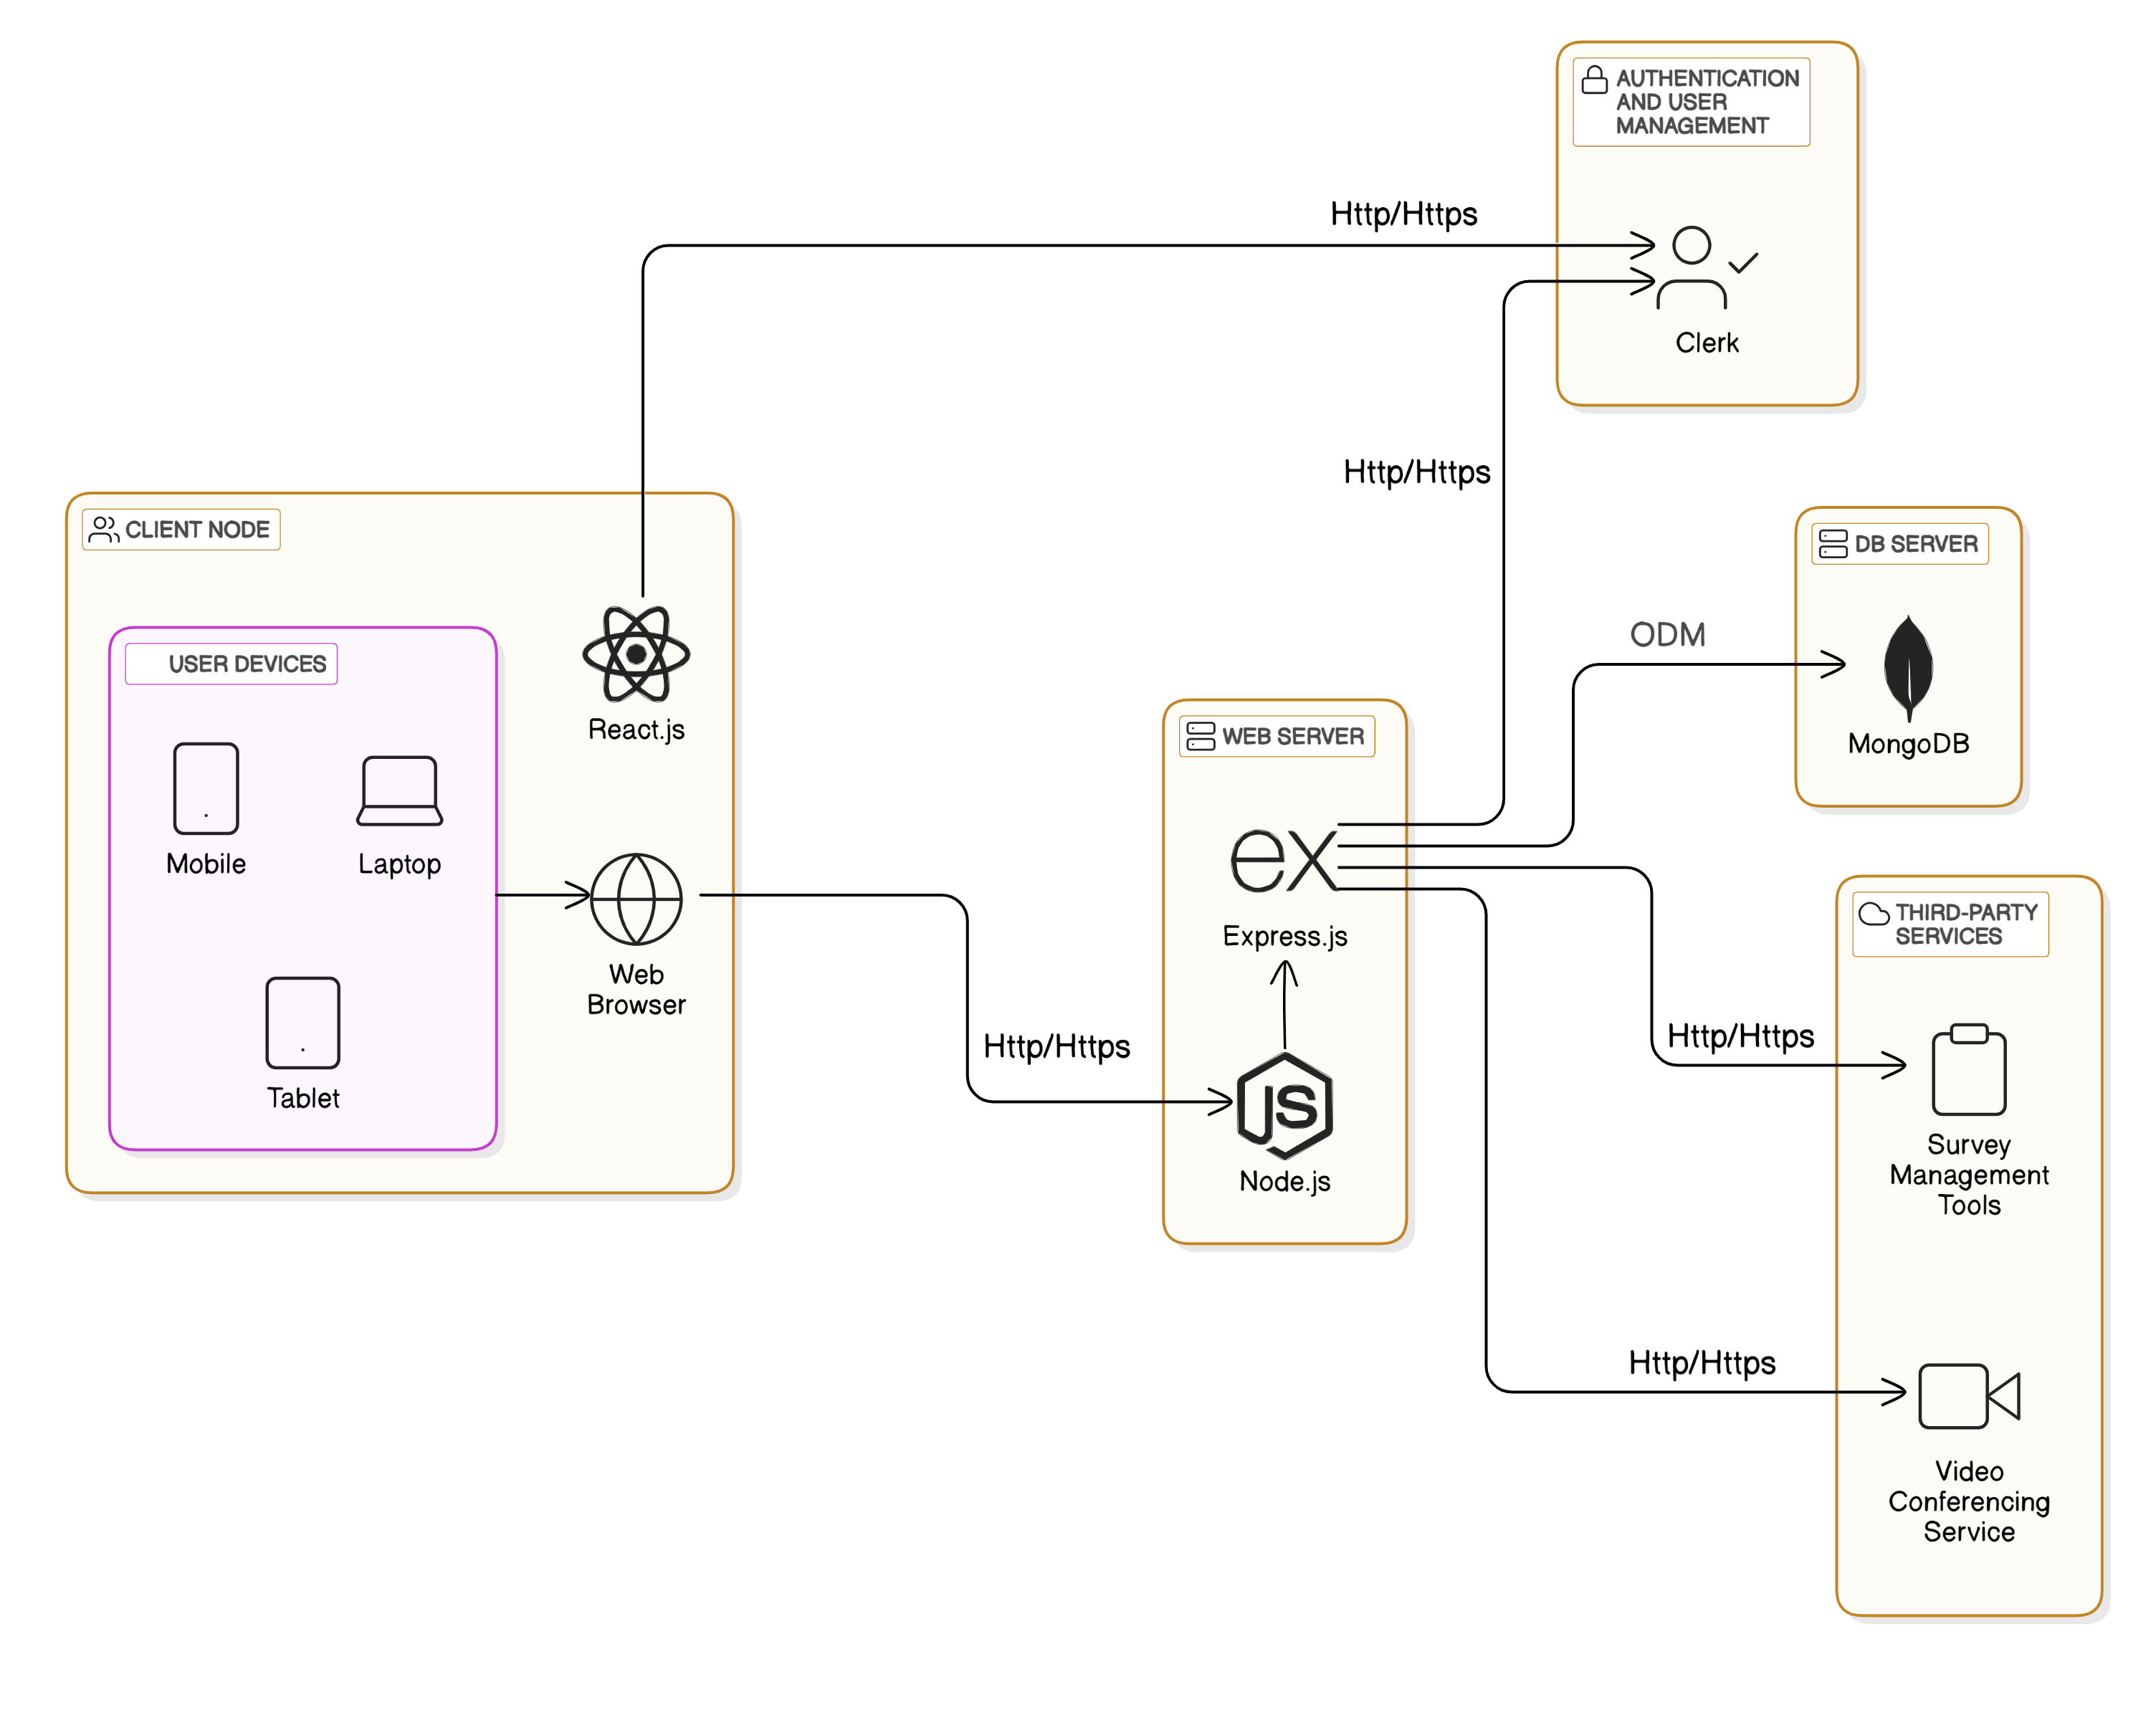 AUTHENTICATION
AND USER
MANAGEMENT
Http/Https
Clerk
Http/Https
CLIENT NODE
DB SERVER
USER DEVICES
ODM
React.js
WEB SERVER
MongoDB
Mobile
Laptop
ex
Express.js
THIRD-PARTY
SERVICES
Web
Browser
Http/Https
Http/Https
Tablet
JS
Node.js
Survey
Management
Tools
Http/Https
Video
Conferencing
Service